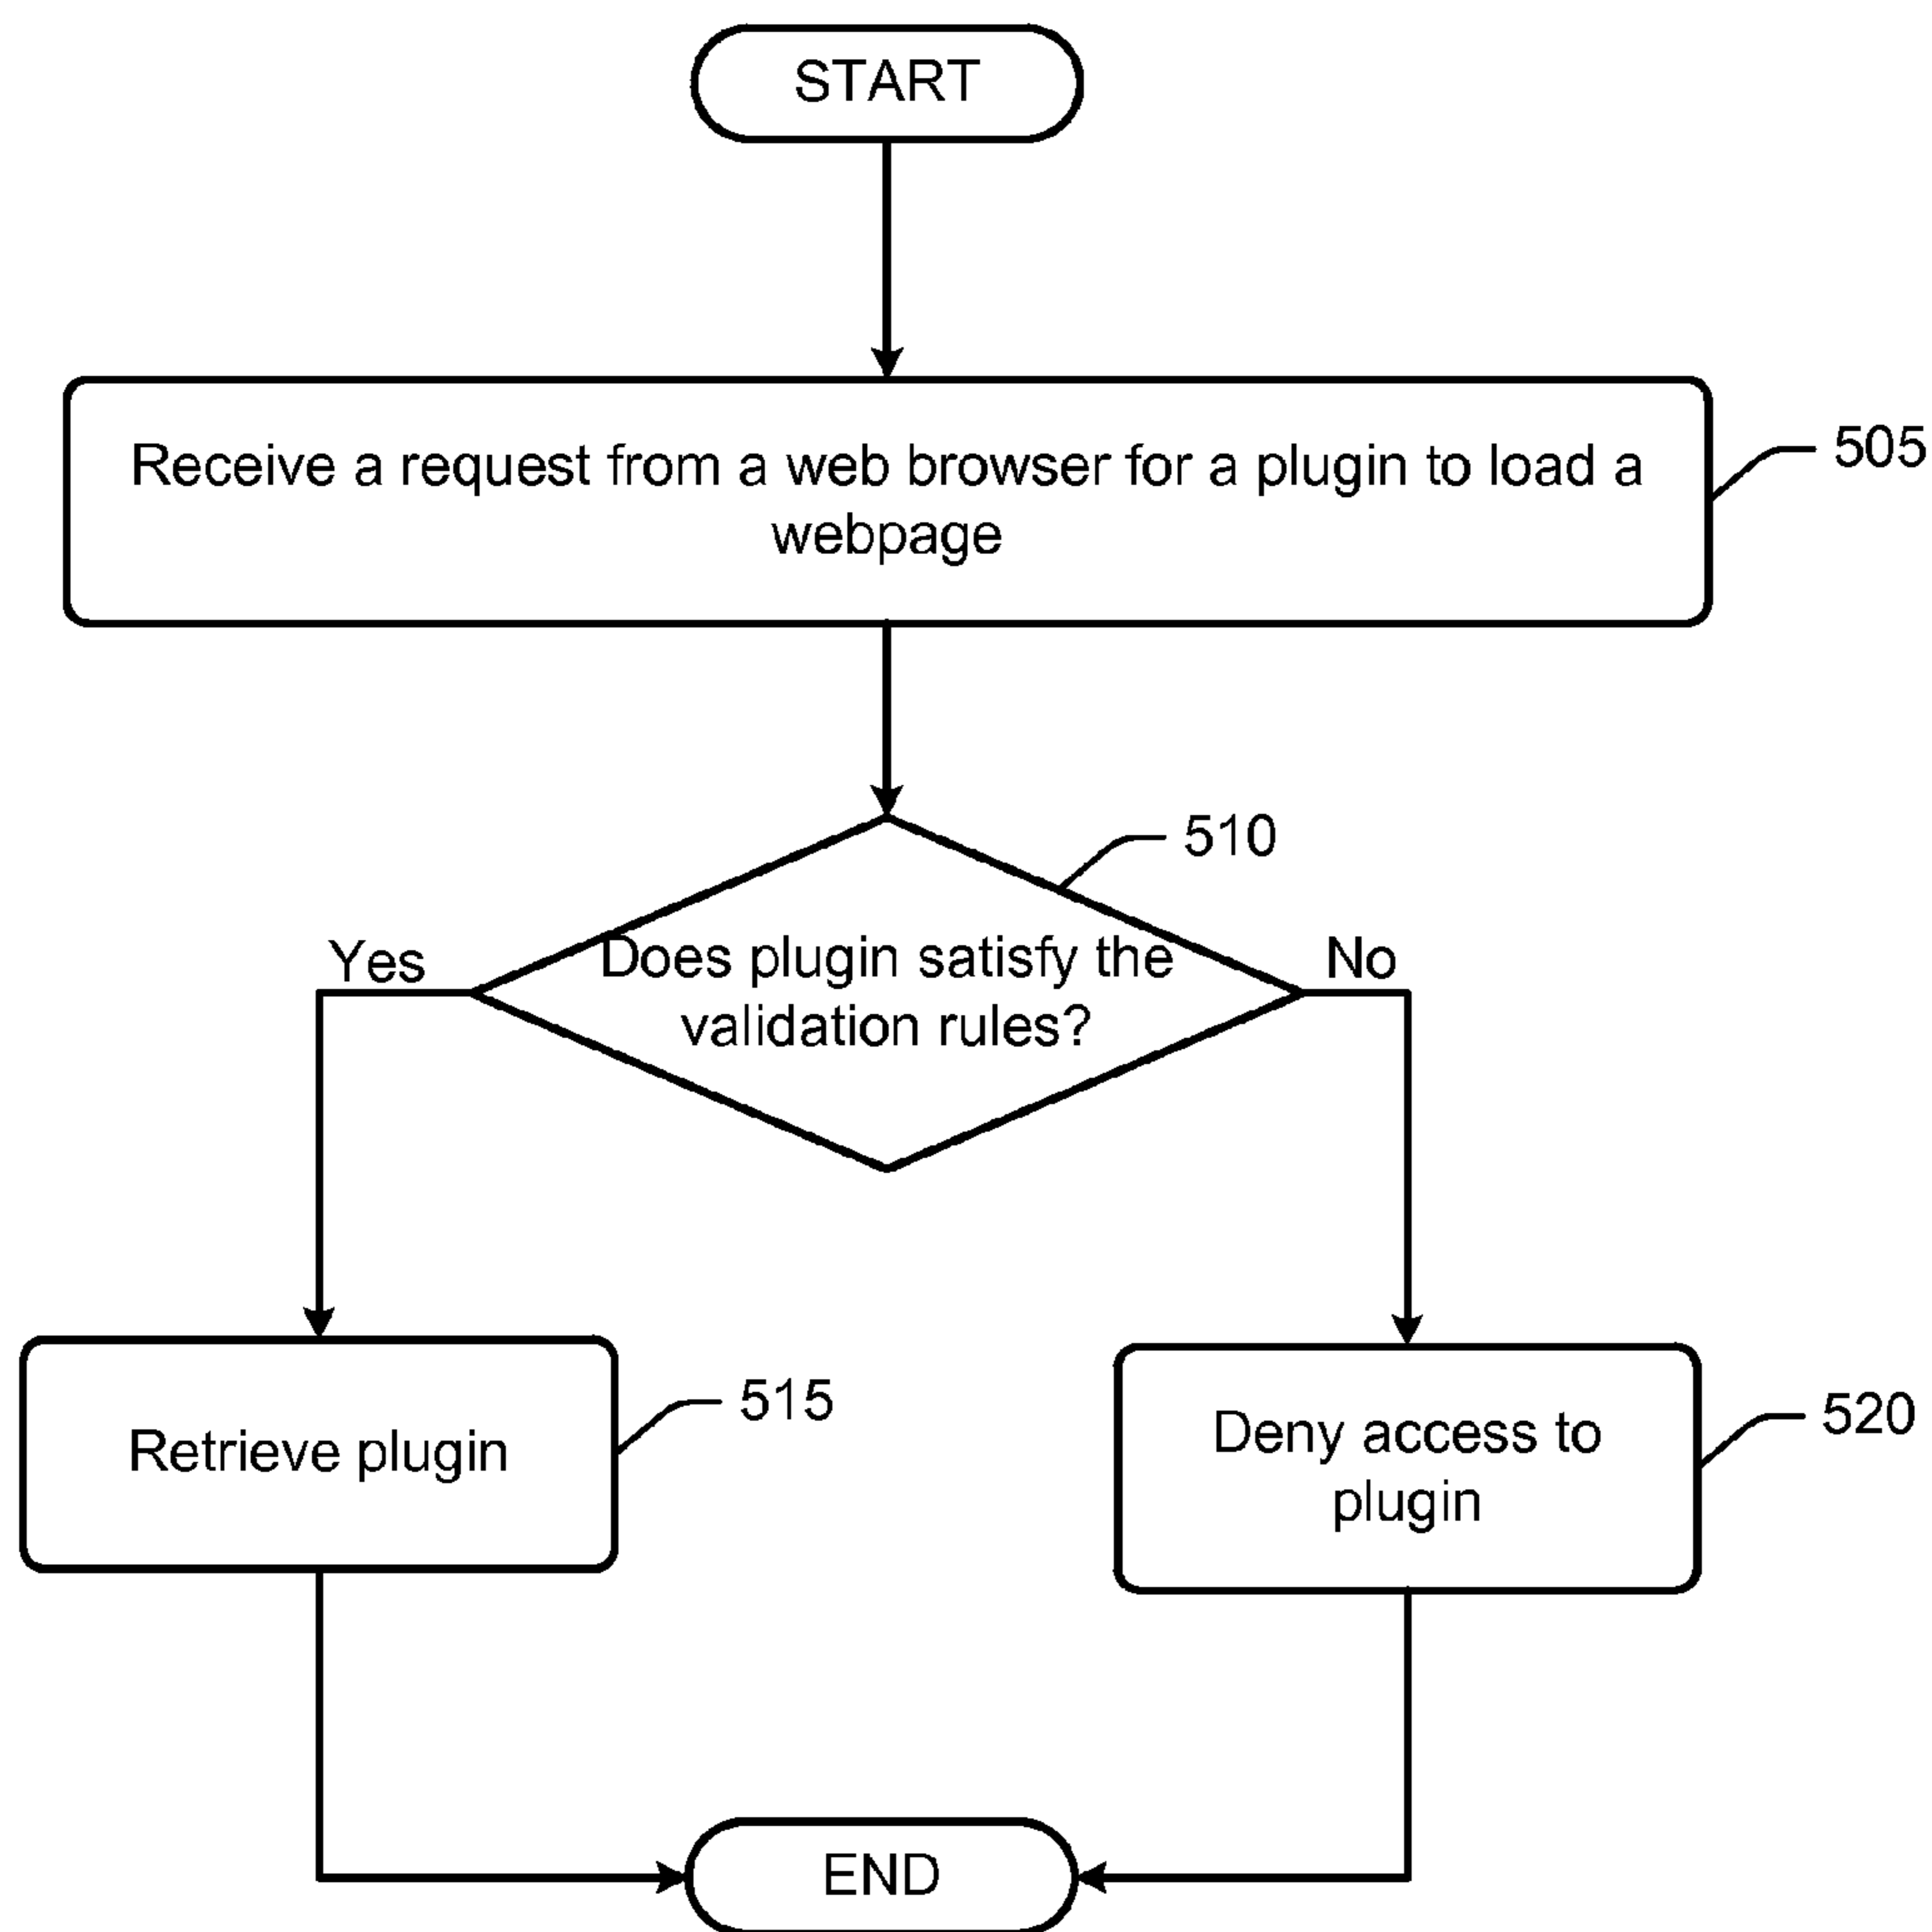 START
Receive a request from a web browser for a plugin to load a
webpage
505
510
Yes
Does plugin satisfy the
validation rules?
No
Retrieve plugin
515
Deny access to
plugin
520
END